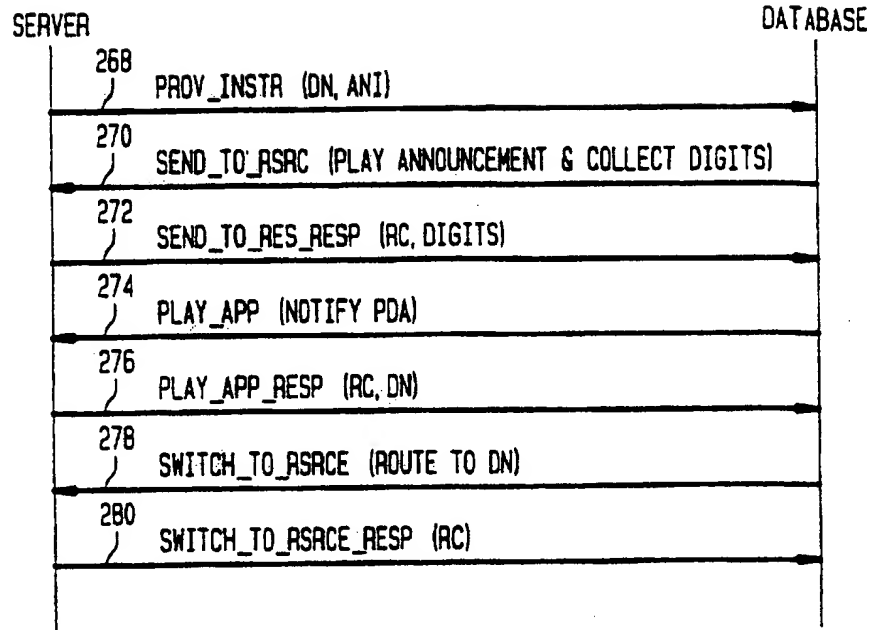 SERVER
DATABASE
268
PROV_INSTR (DN, ANI)
270
SEND_TO_RSRC (PLAY ANNOUNCEMENT & COLLECT DIGITS)
272
SEND_TO_RES_RESP (RC, DIGITS)
274
PLAY_APP (NOTIFY PDA)
276
PLAY_APP_RESP (RC, DN)
278
SWITCH_TO_RSRCE (ROUTE TO DN)
280
SWITCH_TO_RSRCE_RESP (RC)